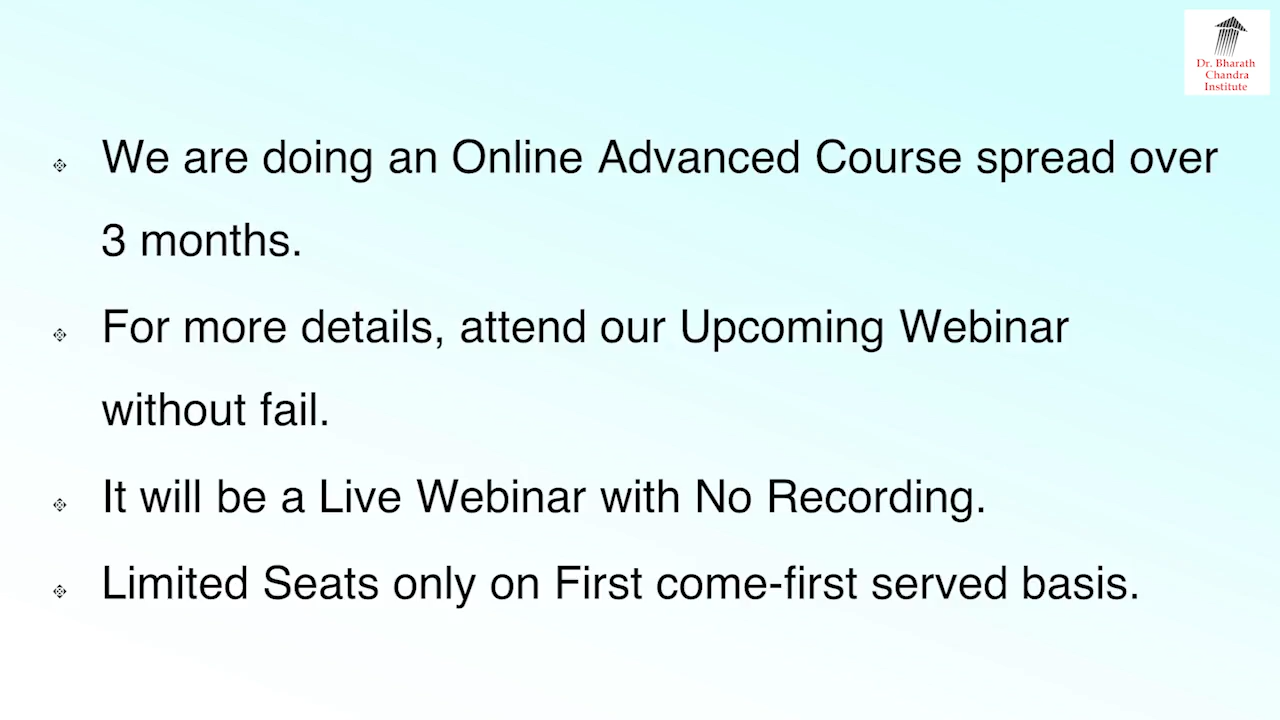 Dr. Bharath
Chandra
Institute
We are doing an Online Advanced Course spread over
3 months.
For more details, attend our Upcoming Webinar
without fail.
It will be a Live Webinar with No Recording.
Limited Seats only on First come-first served basis.